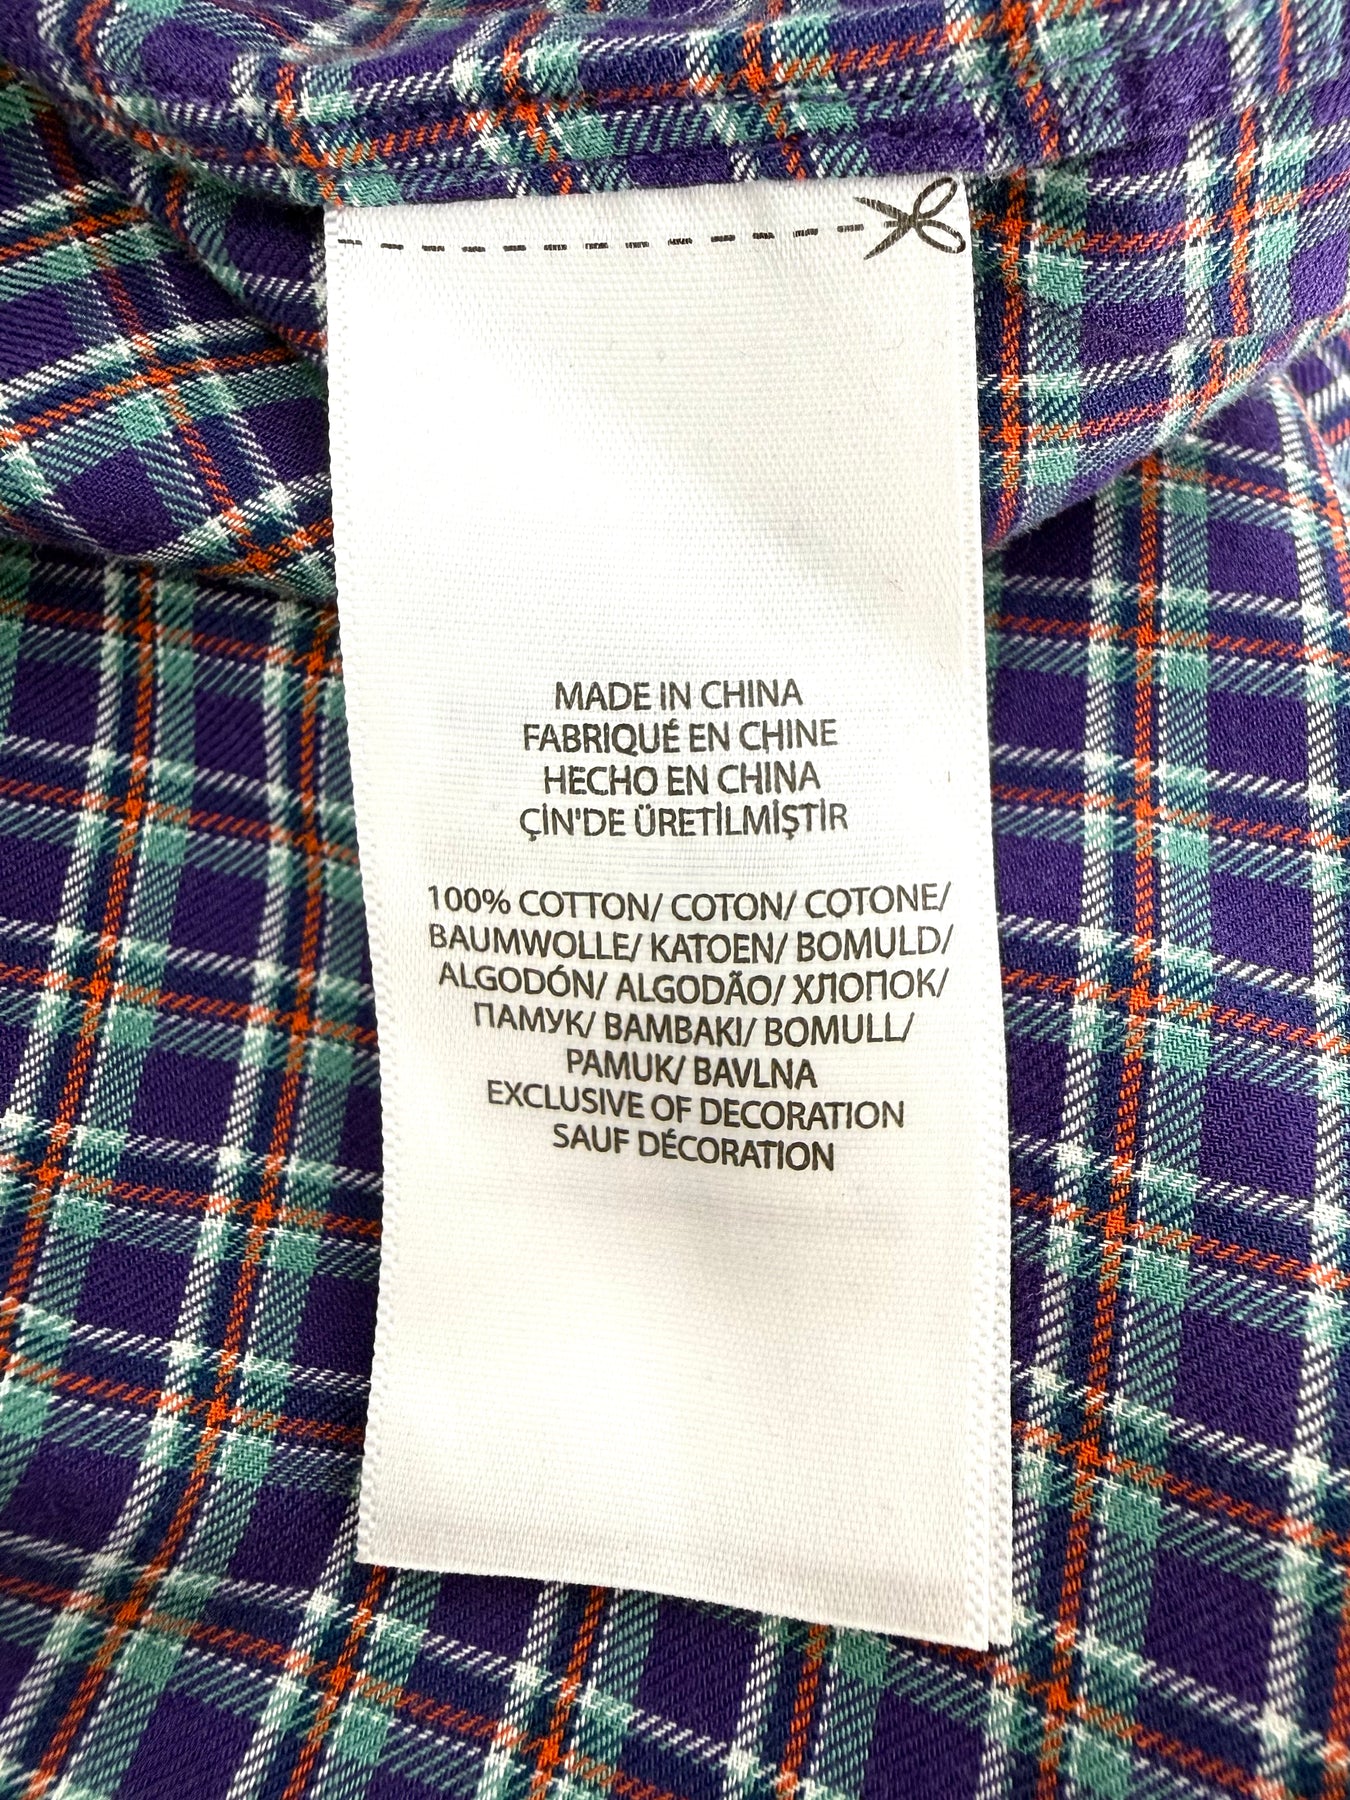 MADE IN CHINA
FABRIQUÉ EN CHINE
HECHO EN CHINA
ÇİN'DE ÜRETİLMİŞTİR
100% COTTON/ COTON/ COTONE/
BAUMWOLLE/ KATOEN/ BOMULD/
ALGODÓN/ ALGODÃO/ ХЛОПОК/
ПАМУК/ BAMBAKI/ BOMULL/
PAMUK/ BAVLNA
EXCLUSIVE OF DECORATION
SAUF DÉCORATION